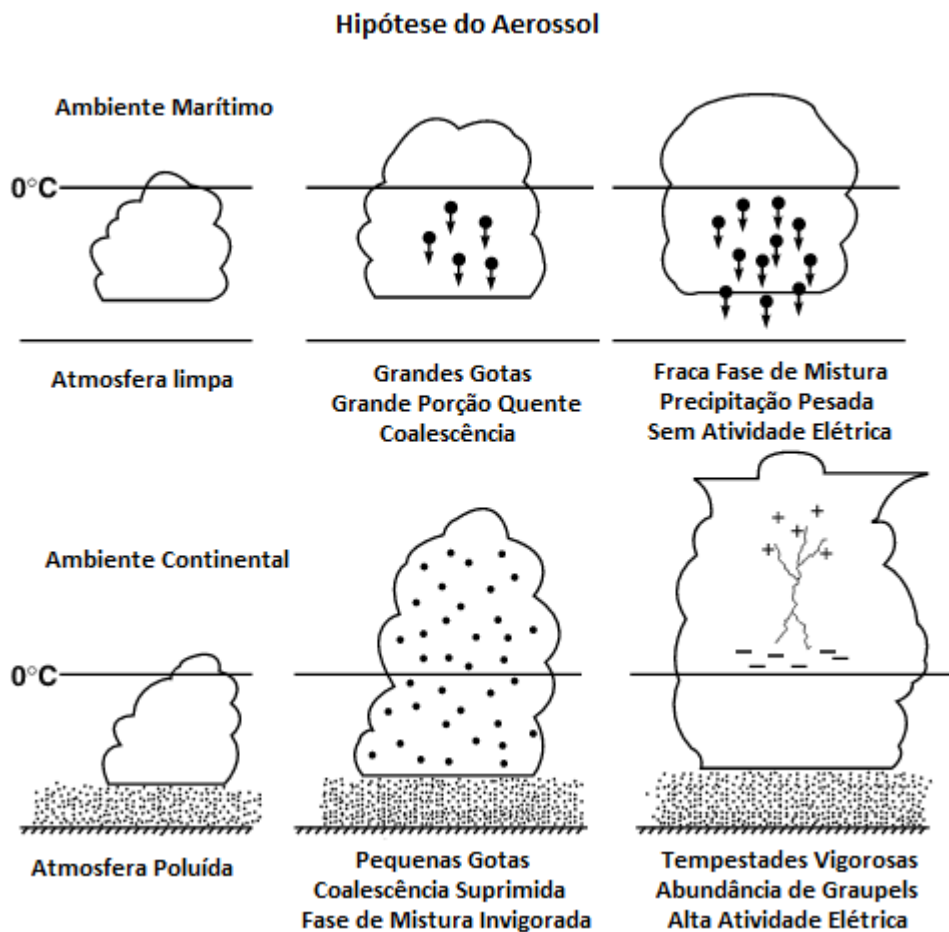 Hipótese do Aerossol
Ambiente Marítimo
0°C
+ + + + +
Atmosfera limpa
Grandes Gotas
Grande Porção Quente
Coalescência
Fraca Fase de Mistura
Precipitação Pesada
Sem Atividade Elétrica
Ambiente Continental
0°C
Atmosfera Poluída
Pequenas Gotas
Coalescência Suprimida
Fase de Mistura Invigorada
Tempestades Vigorosas
Abundância de Graupels
Alta Atividade Elétrica